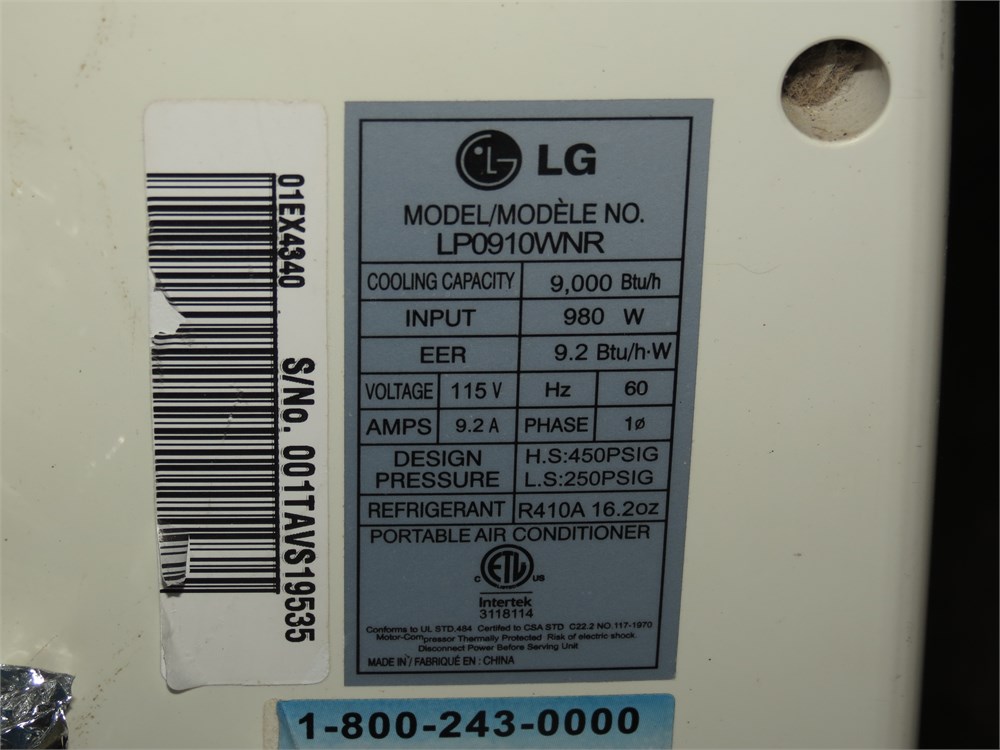 01EX4340
S/No. 001TAVS19535
LG
MODEL/MODÈLE NO.
LP0910WNR
COOLING CAPACITY 9,000 Btu/h
INPUT 980 W
EER 9.2 Btu/h·W
VOLTAGE 115 V Hz 60
AMPS 9.2 A PHASE 1ø
DESIGN PRESSURE H.S:450PSIG
L.S:250PSIG
REFRIGERANT R410A 16.2oz
PORTABLE AIR CONDITIONER
C ETL US
Intertek
3118114
Conforms to UL STD.484 Certified to CSA STD C22.2 NO.117-1970
Motor-Compressor Thermally Protected Risk of electric shock
Disconnect Power Before Serving Unit
MADE IN / FABRIQUÉ EN : CHINA
1-800-243-0000